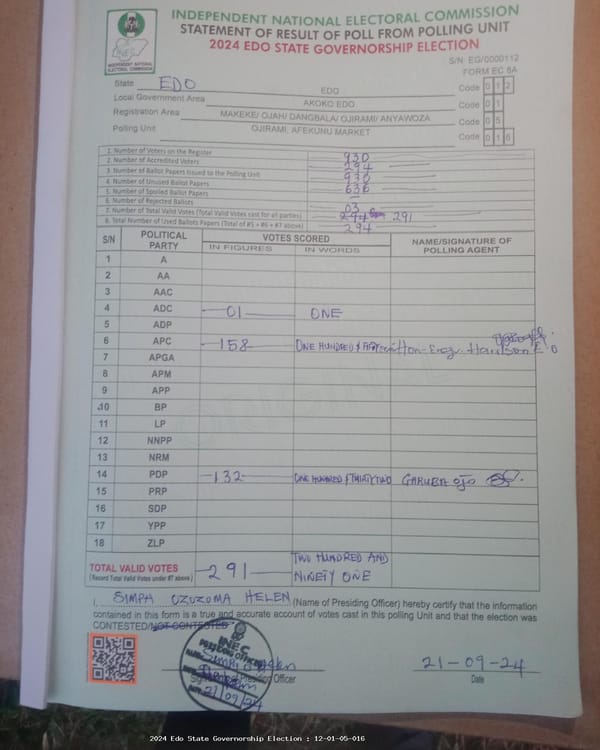 INDEPENDENT NATIONAL ELECTORAL COMMISSION
STATEMENT OF RESULT OF POLL FROM POLLING UNIT
2024 EDO STATE GOVERNORSHIP ELECTION
INEC
INDEPENDENT NATIONAL ELECTORAL COMMISSION
S/N EG/0000112
FORM EC 8A
State EDO EDO Code 0 1 2
Local Government Area AKOKO EDO Code 0 1
Registration Area MAKEKE/ OJAH/ DANGBALA/ OJIRAMI/ ANYAWOZA Code 0 5
Polling Unit OJIRAMI, AFEKUNU MARKET Code 0 1 6
1. Number of Voters on the Register 930
2. Number of Accredited Voters 294
3. Number of Ballot Papers Issued to the Polling Unit 930
4. Number of Unused Ballot Papers 636
5. Number of Spoiled Ballot Papers —
6. Number of Rejected Ballots 03
7. Number of Total Valid Votes (Total Valid Votes cast for all parties) 294 291
8. Total Number of Used Ballots Papers (Total of #5 + #6 + #7 above) 294
S/N POLITICAL PARTY VOTES SCORED NAME/SIGNATURE OF POLLING AGENT
IN FIGURES IN WORDS
1 A
2 AA
3 AAC
4 ADC 01 ONE
5 ADP
6 APC 158 ONE HUNDRED & Hon. Engr. Harrison E O
7 APGA
8 APM
9 APP
10 BP
11 LP
12 NNPP
13 NRM
14 PDP 132 ONE HUNDRED & THIRTY TWO GARUBA OJO
15 PRP
16 SDP
17 YPP
18 ZLP
TOTAL VALID VOTES 291 TWO HUNDRED AND
(Record Total Valid Votes under #7 above) NINETY ONE
I, SIMPH OZUZOMA HELEN (Name of Presiding Officer) hereby certify that the information
contained in this form is a true and accurate account of votes cast in this polling Unit and that the election was
CONTESTED/NOT CONTESTED
INEC
PRESIDING OFFICER
21/09/24
Signature of Presiding Officer
21-09-24
Date
2024 Edo State Governorship Election : 12-01-05-016